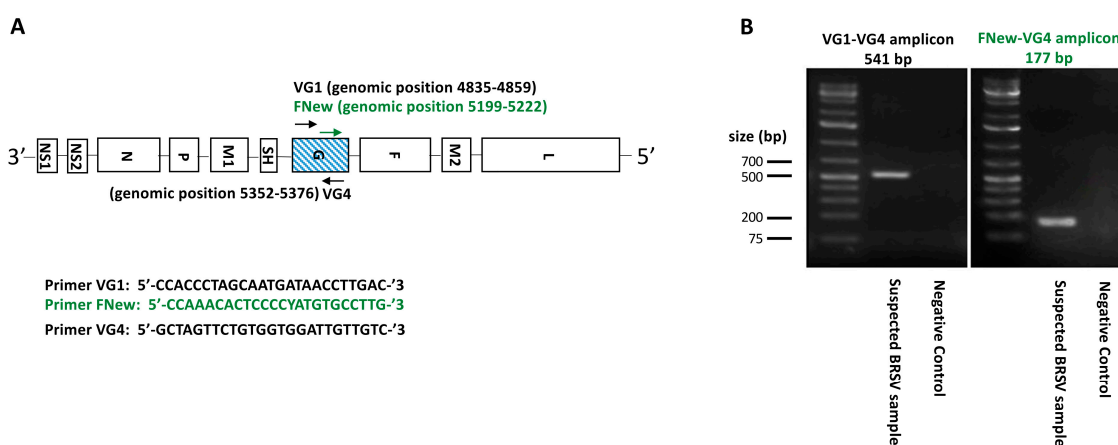 A
VG1 (genomic position 4835-4859)
FNew (genomic position 5199-5222)
3’ NS1 NS2 N P M1 SH G F M2 L 5’
(genomic position 5352-5376) VG4
Primer VG1: 5’-CCACCCTAGCAATGATAACCTTGAC-’3
Primer FNew: 5’-CCAAACACTCCCCYATGTGCCTTG-’3
Primer VG4: 5’-GCTAGTTCTGTGGTGGATTGTTGTC-’3
B
VG1-VG4 amplicon
541 bp
FNew-VG4 amplicon
177 bp
size (bp)
700
500
200
75
Suspected BRSV sample
Negative Control
Suspected BRSV sample
Negative Control